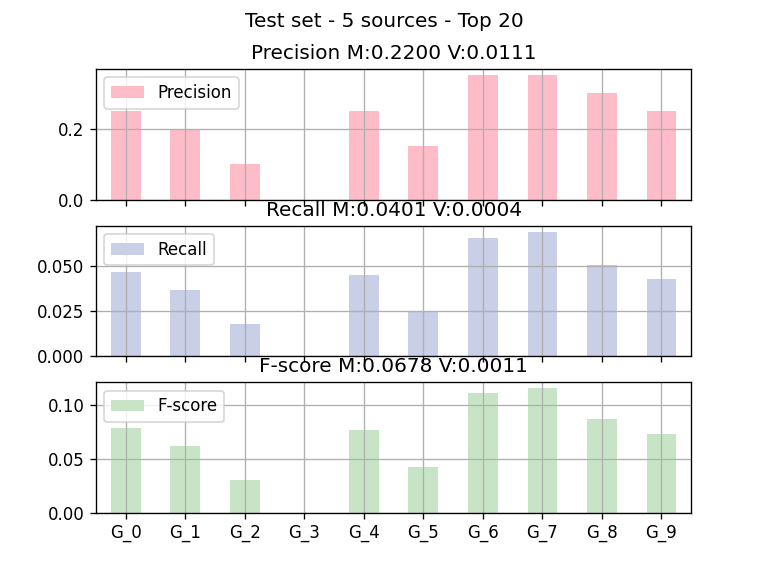 Test set - 5 sources - Top 20
Precision M:0.2200 V:0.0111
Precision
0.2
0.0
Recall M:0.0401 V:0.0004
Recall
0.050
0.025
0.000
F-score M:0.0678 V:0.0011
F-score
0.10
0.05
0.00
G_0 G_1 G_2 G_3 G_4 G_5 G_6 G_7 G_8 G_9